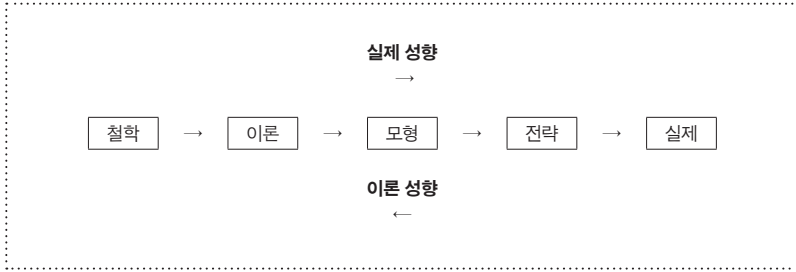 실제 성향
→
철학 → 이론 → 모형 → 전략 → 실제
이론 성향
←